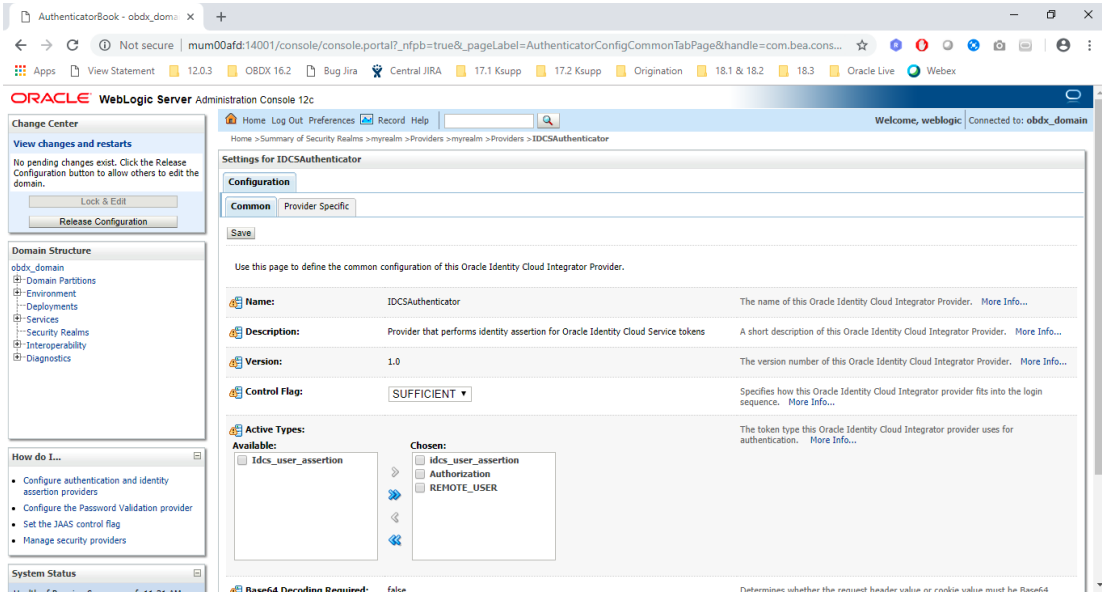 AuthenticatorBook - obdx_doma
Not secure | mum00afd:14001/console/console.portal?_nfpb=true&_pageLabel=AuthenticatorConfigCommonTabPage&handle=com.bea.cons...
Apps View Statement 12.0.3 OBDX 16.2 Bug Jira Central JIRA 17.1 Ksupp 17.2 Ksupp Origination 18.1 & 18.2 18.3 Oracle Live Webex
ORACLE WebLogic Server Administration Console 12c
Change Center
View changes and restarts
No pending changes exist. Click the Release
Configuration button to allow others to edit the
domain.
Lock & Edit
Release Configuration
Domain Structure
obdx_domain
Domain Partitions
Environment
Deployments
Services
Security Realms
Interoperability
Diagnostics
How do I...
Configure authentication and identity
assertion providers
Configure the Password Validation provider
Set the JAAS control flag
Manage security providers
System Status
Home Log Out Preferences Record Help
Welcome, weblogic Connected to: obdx_domain
Home >Summary of Security Realms >myrealm >Providers >myrealm >Providers >IDCSAuthenticator
Settings for IDCSAuthenticator
Configuration
Common Provider Specific
Save
Use this page to define the common configuration of this Oracle Identity Cloud Integrator Provider.
Name: IDCSAuthenticator The name of this Oracle Identity Cloud Integrator Provider. More Info...
Description: Provider that performs identity assertion for Oracle Identity Cloud Service tokens A short description of this Oracle Identity Cloud Integrator Provider. More Info...
Version: 1.0 The version number of this Oracle Identity Cloud Integrator Provider. More Info...
Control Flag: SUFFICIENT Specifies how this Oracle Identity Cloud Integrator provider fits into the login
sequence. More Info...
Active Types: The token type this Oracle Identity Cloud Integrator provider uses for
authentication. More Info...
Available: Chosen:
Idcs_user_assertion idcs_user_assertion
Authorization
REMOTE_USER
Base64 Decoding Required: false Determines whether the request header value or cookie value must be Base64